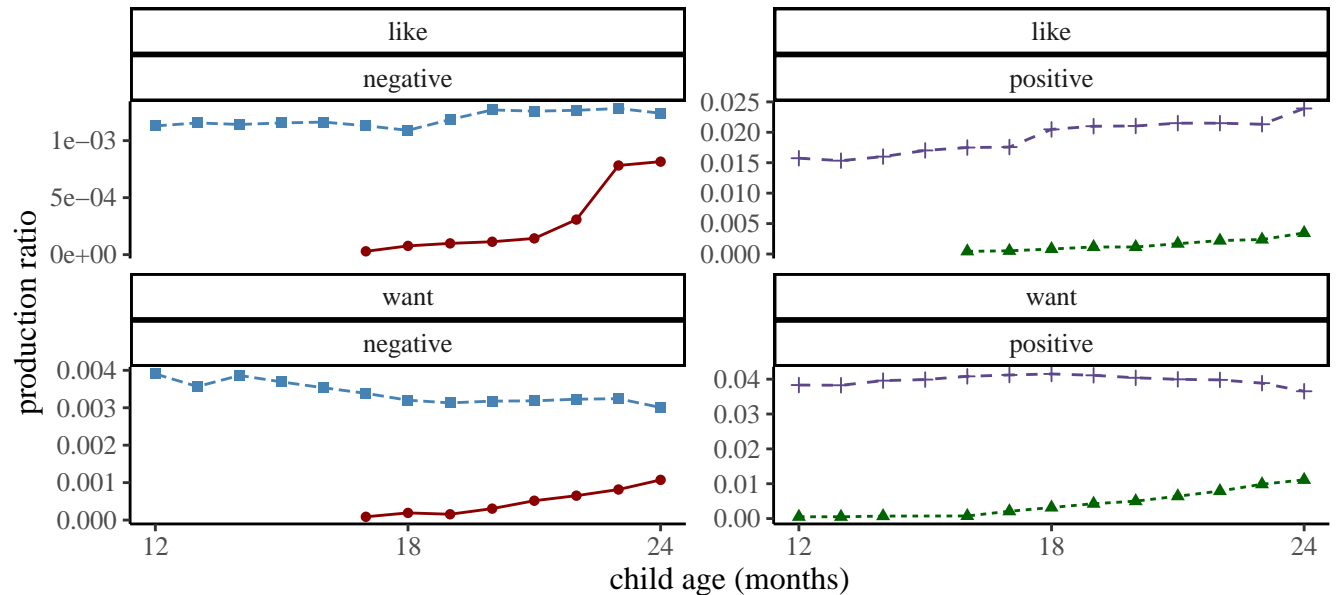 like
negative
1e−03
5e−04
0e+00
like
positive
0.025
0.020
0.015
0.010
0.005
0.000
want
negative
0.004
0.003
0.002
0.001
0.000
12
18
24
want
positive
0.04
0.03
0.02
0.01
0.00
12
18
24
production ratio
child age (months)